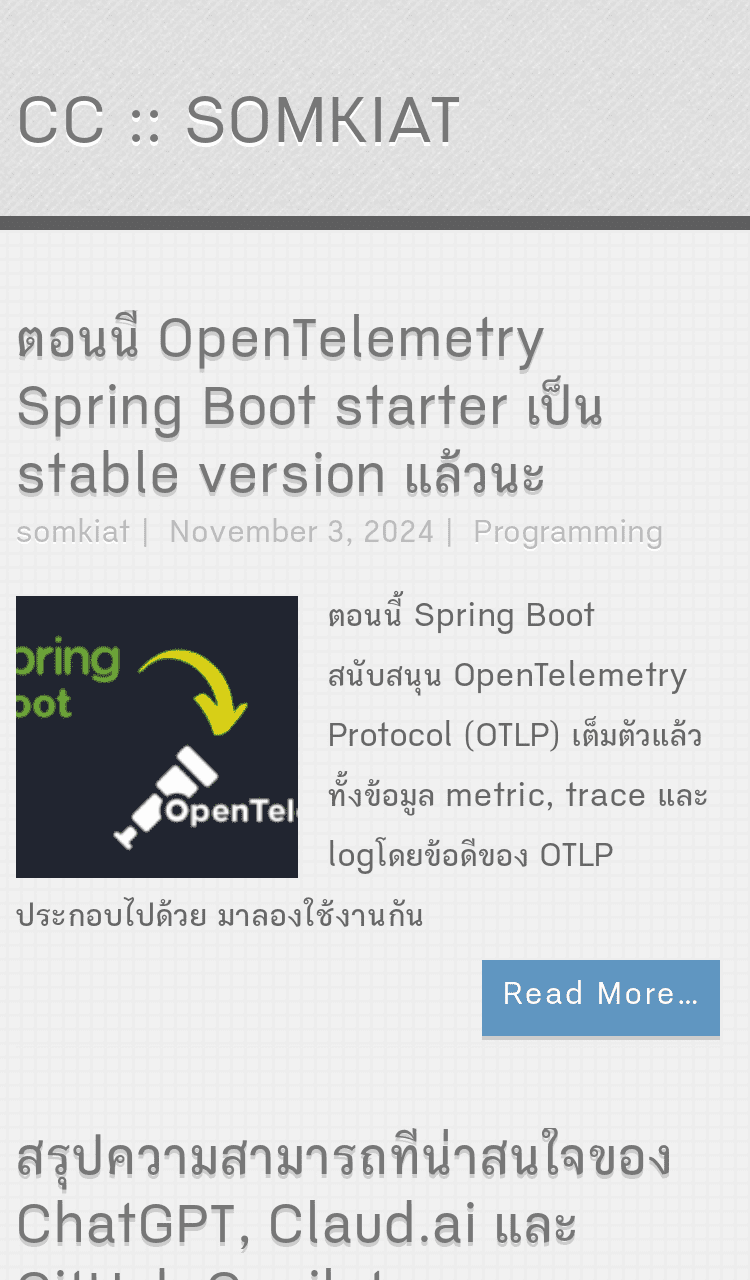 CC :: SOMKIAT
ตอนนี้ OpenTelemetry
Spring Boot starter เป็น
stable version แล้วนะ
somkiat | November 3, 2024 | Programming
pring
oot
OpenTele
ตอนนี้ Spring Boot
สนับสนุน OpenTelemetry
Protocol (OTLP) เต็มตัวแล้ว
ทั้งข้อมูล metric, trace และ
logโดยข้อดีของ OTLP
ประกอบไปด้วย มาลองใช้งานกัน
Read More...
สรุปความสามารถที่น่าสนใจของ
ChatGPT, Claud.ai และ
GitHub Copilot